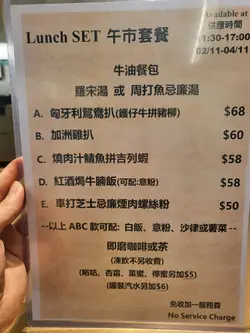 Lunch SET 午市套餐
Available at
供應時間
11:30-17:00
02/11-04/11
牛油餐包
羅宋湯 或 周打魚忌廉湯
A. 匈牙利鴛鴦扒(鑊仔牛拼豬柳) $68
B. 加洲雞扒 $60
C. 燒肉汁鯖魚拼吉列蝦 $58
D. 紅酒焗牛腩飯(可配:意粉) $58
E. 車打芝士忌廉煙肉螺絲粉 $50
--以上 ABC 款可配: 白飯、意粉、沙律或薯菜--
即磨咖啡或茶
(凍飲不另收費)
(唂咕、杏霜、菜蜜、檸蜜另加$5)
(罐裝汽水另加$6)
免收加一服務費
No Service Charge